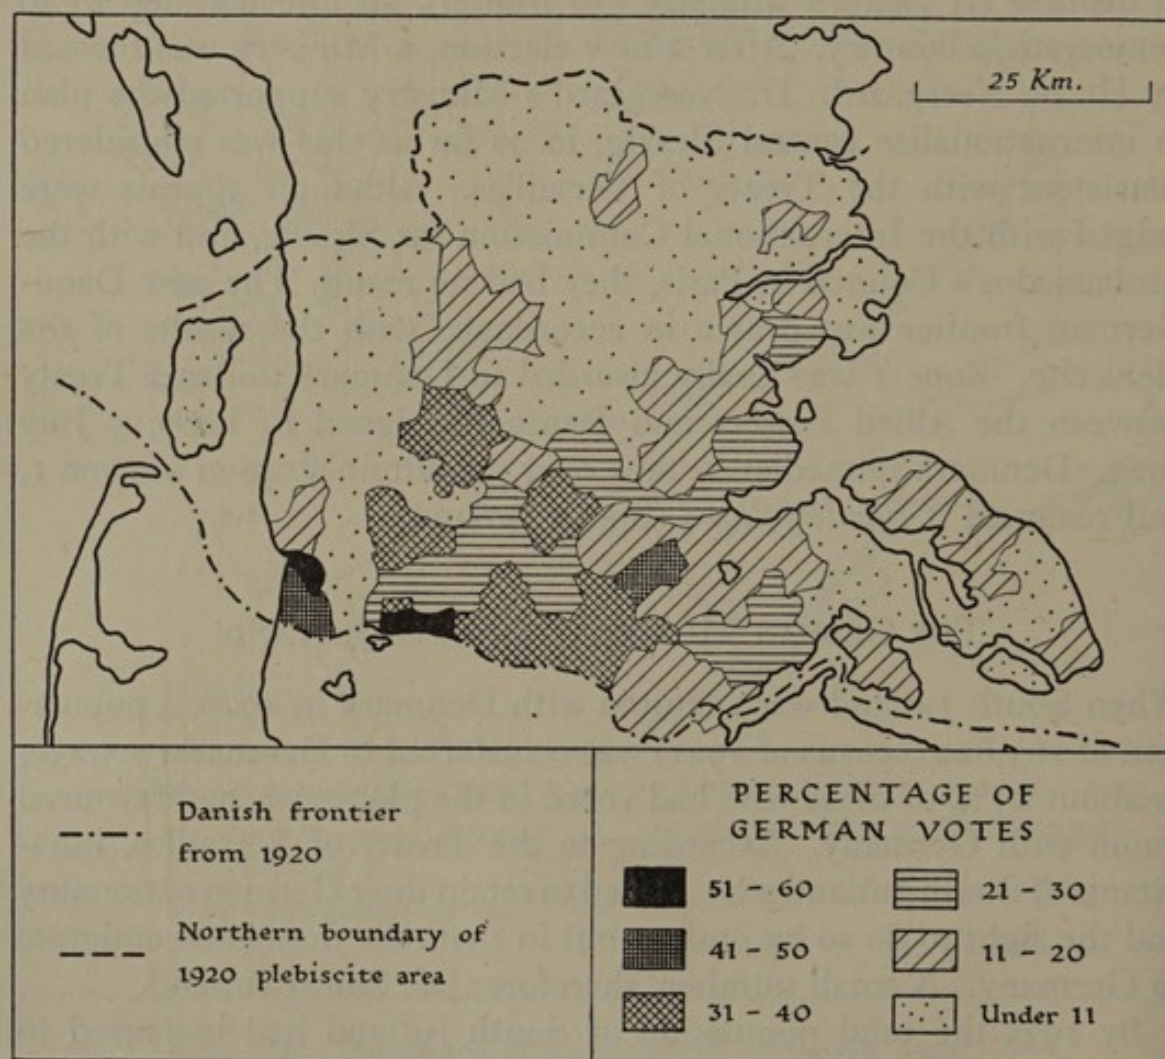 25 Km.
Danish frontier
from 1920
Northern boundary of
1920 plebiscite area
PERCENTAGE OF
GERMAN VOTES
51 – 60
41 – 50
31 – 40
21 – 30
11 – 20
Under 11